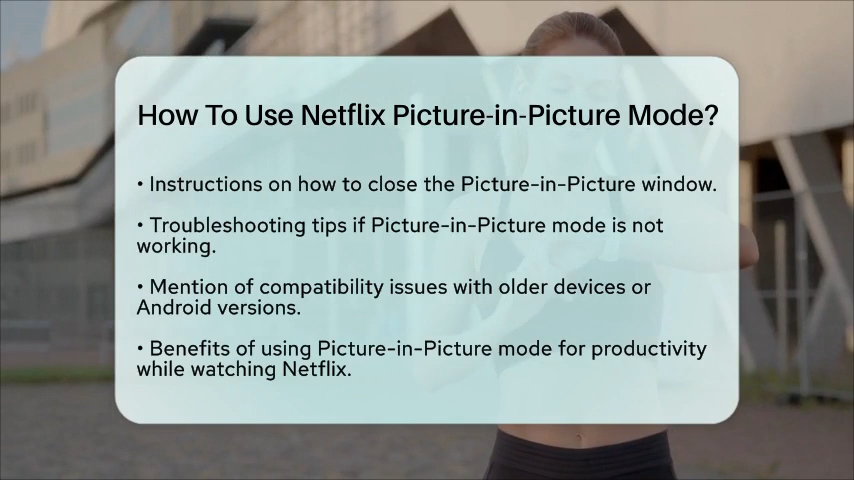 How To Use Netflix Picture-in-Picture Mode?
• Instructions on how to close the Picture-in-Picture window.
• Troubleshooting tips if Picture-in-Picture mode is not
working.
• Mention of compatibility issues with older devices or
Android versions.
• Benefits of using Picture-in-Picture mode for productivity
while watching Netflix.